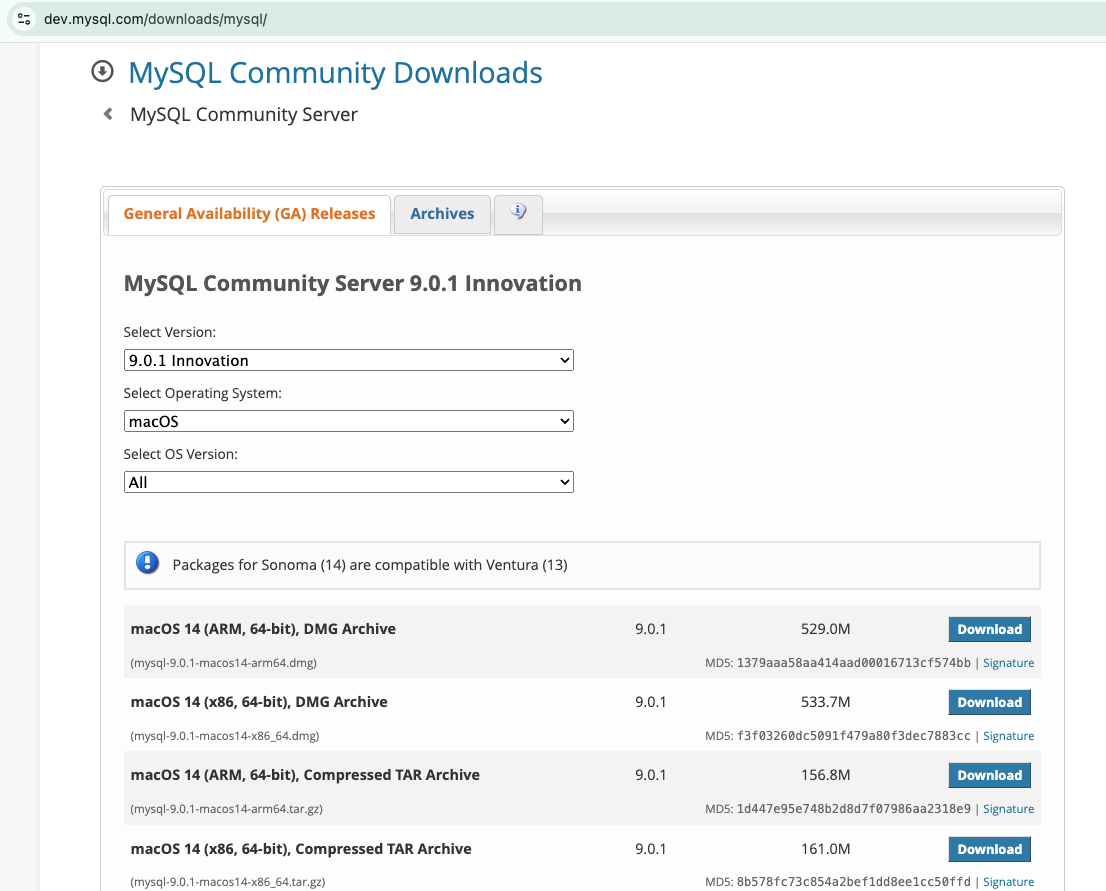 dev.mysql.com/downloads/mysql/
MySQL Community Downloads
MySQL Community Server
General Availability (GA) Releases Archives
MySQL Community Server 9.0.1 Innovation
Select Version:
9.0.1 Innovation
Select Operating System:
macOS
Select OS Version:
All
Packages for Sonoma (14) are compatible with Ventura (13)
macOS 14 (ARM, 64-bit), DMG Archive 9.0.1 529.0M Download
(mysql-9.0.1-macos14-arm64.dmg) MD5: 1379aaa58aa414aad00016713cf574bb | Signature
macOS 14 (x86, 64-bit), DMG Archive 9.0.1 533.7M Download
(mysql-9.0.1-macos14-x86_64.dmg) MD5: f3f03260dc5091f479a80f3dec7883cc | Signature
macOS 14 (ARM, 64-bit), Compressed TAR Archive 9.0.1 156.8M Download
(mysql-9.0.1-macos14-arm64.tar.gz) MD5: 1d447e95e748b2d8d7f07986aa2318e9 | Signature
macOS 14 (x86, 64-bit), Compressed TAR Archive 9.0.1 161.0M Download
(mysql-9.0.1-macos14-x86_64.tar.gz) MD5: 8b578fc73c854a2bef1dd8ee1cc50ffd | Signature